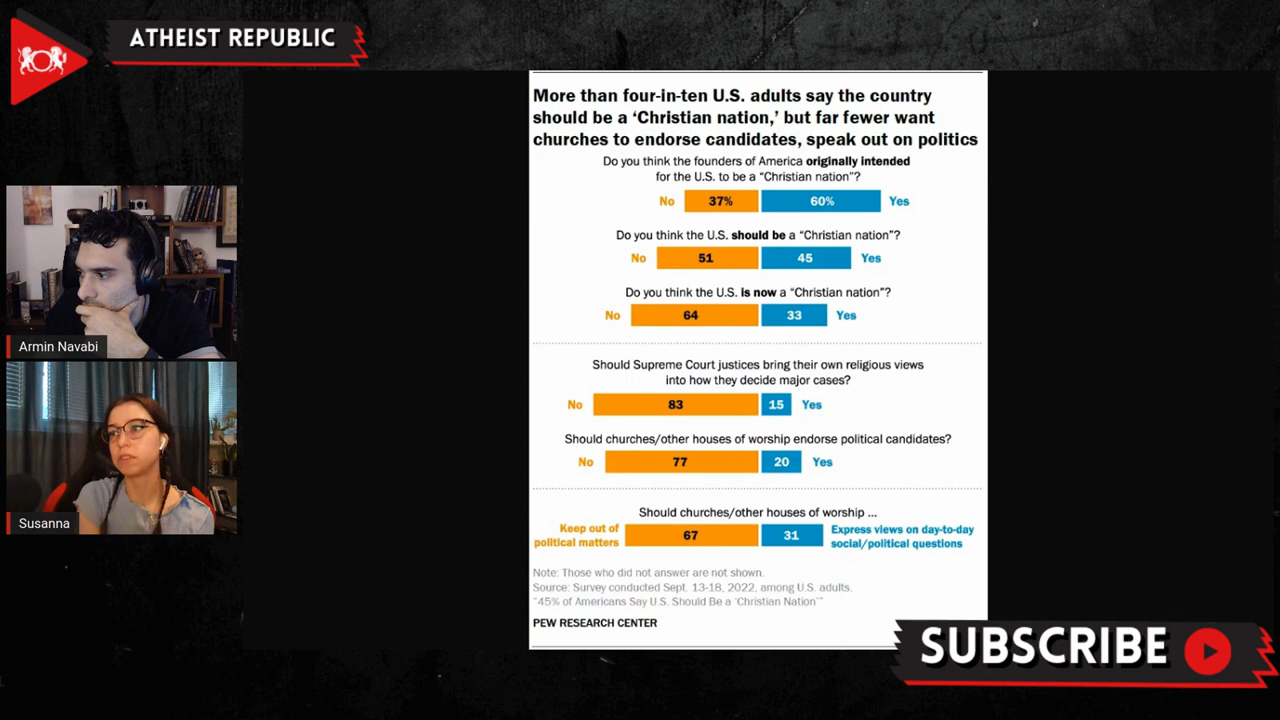 ATHEIST REPUBLIC
More than four-in-ten U.S. adults say the country
should be a ‘Christian nation,’ but far fewer want
churches to endorse candidates, speak out on politics
Do you think the founders of America originally intended
for the U.S. to be a “Christian nation”?
No 37% 60% Yes
Do you think the U.S. should be a “Christian nation”?
No 51 45 Yes
Do you think the U.S. is now a “Christian nation”?
No 64 33 Yes
Should Supreme Court justices bring their own religious views
into how they decide major cases?
No 83 15 Yes
Should churches/other houses of worship endorse political candidates?
No 77 20 Yes
Should churches/other houses of worship ...
Keep out of
political matters
67 31
Express views on day-to-day
social/political questions
Note: Those who did not answer are not shown.
Source: Survey conducted Sept. 13-18, 2022, among U.S. adults.
“45% of Americans Say U.S. Should Be a ‘Christian Nation’”
PEW RESEARCH CENTER
Armin Navabi
Susanna
SUBSCRIBE